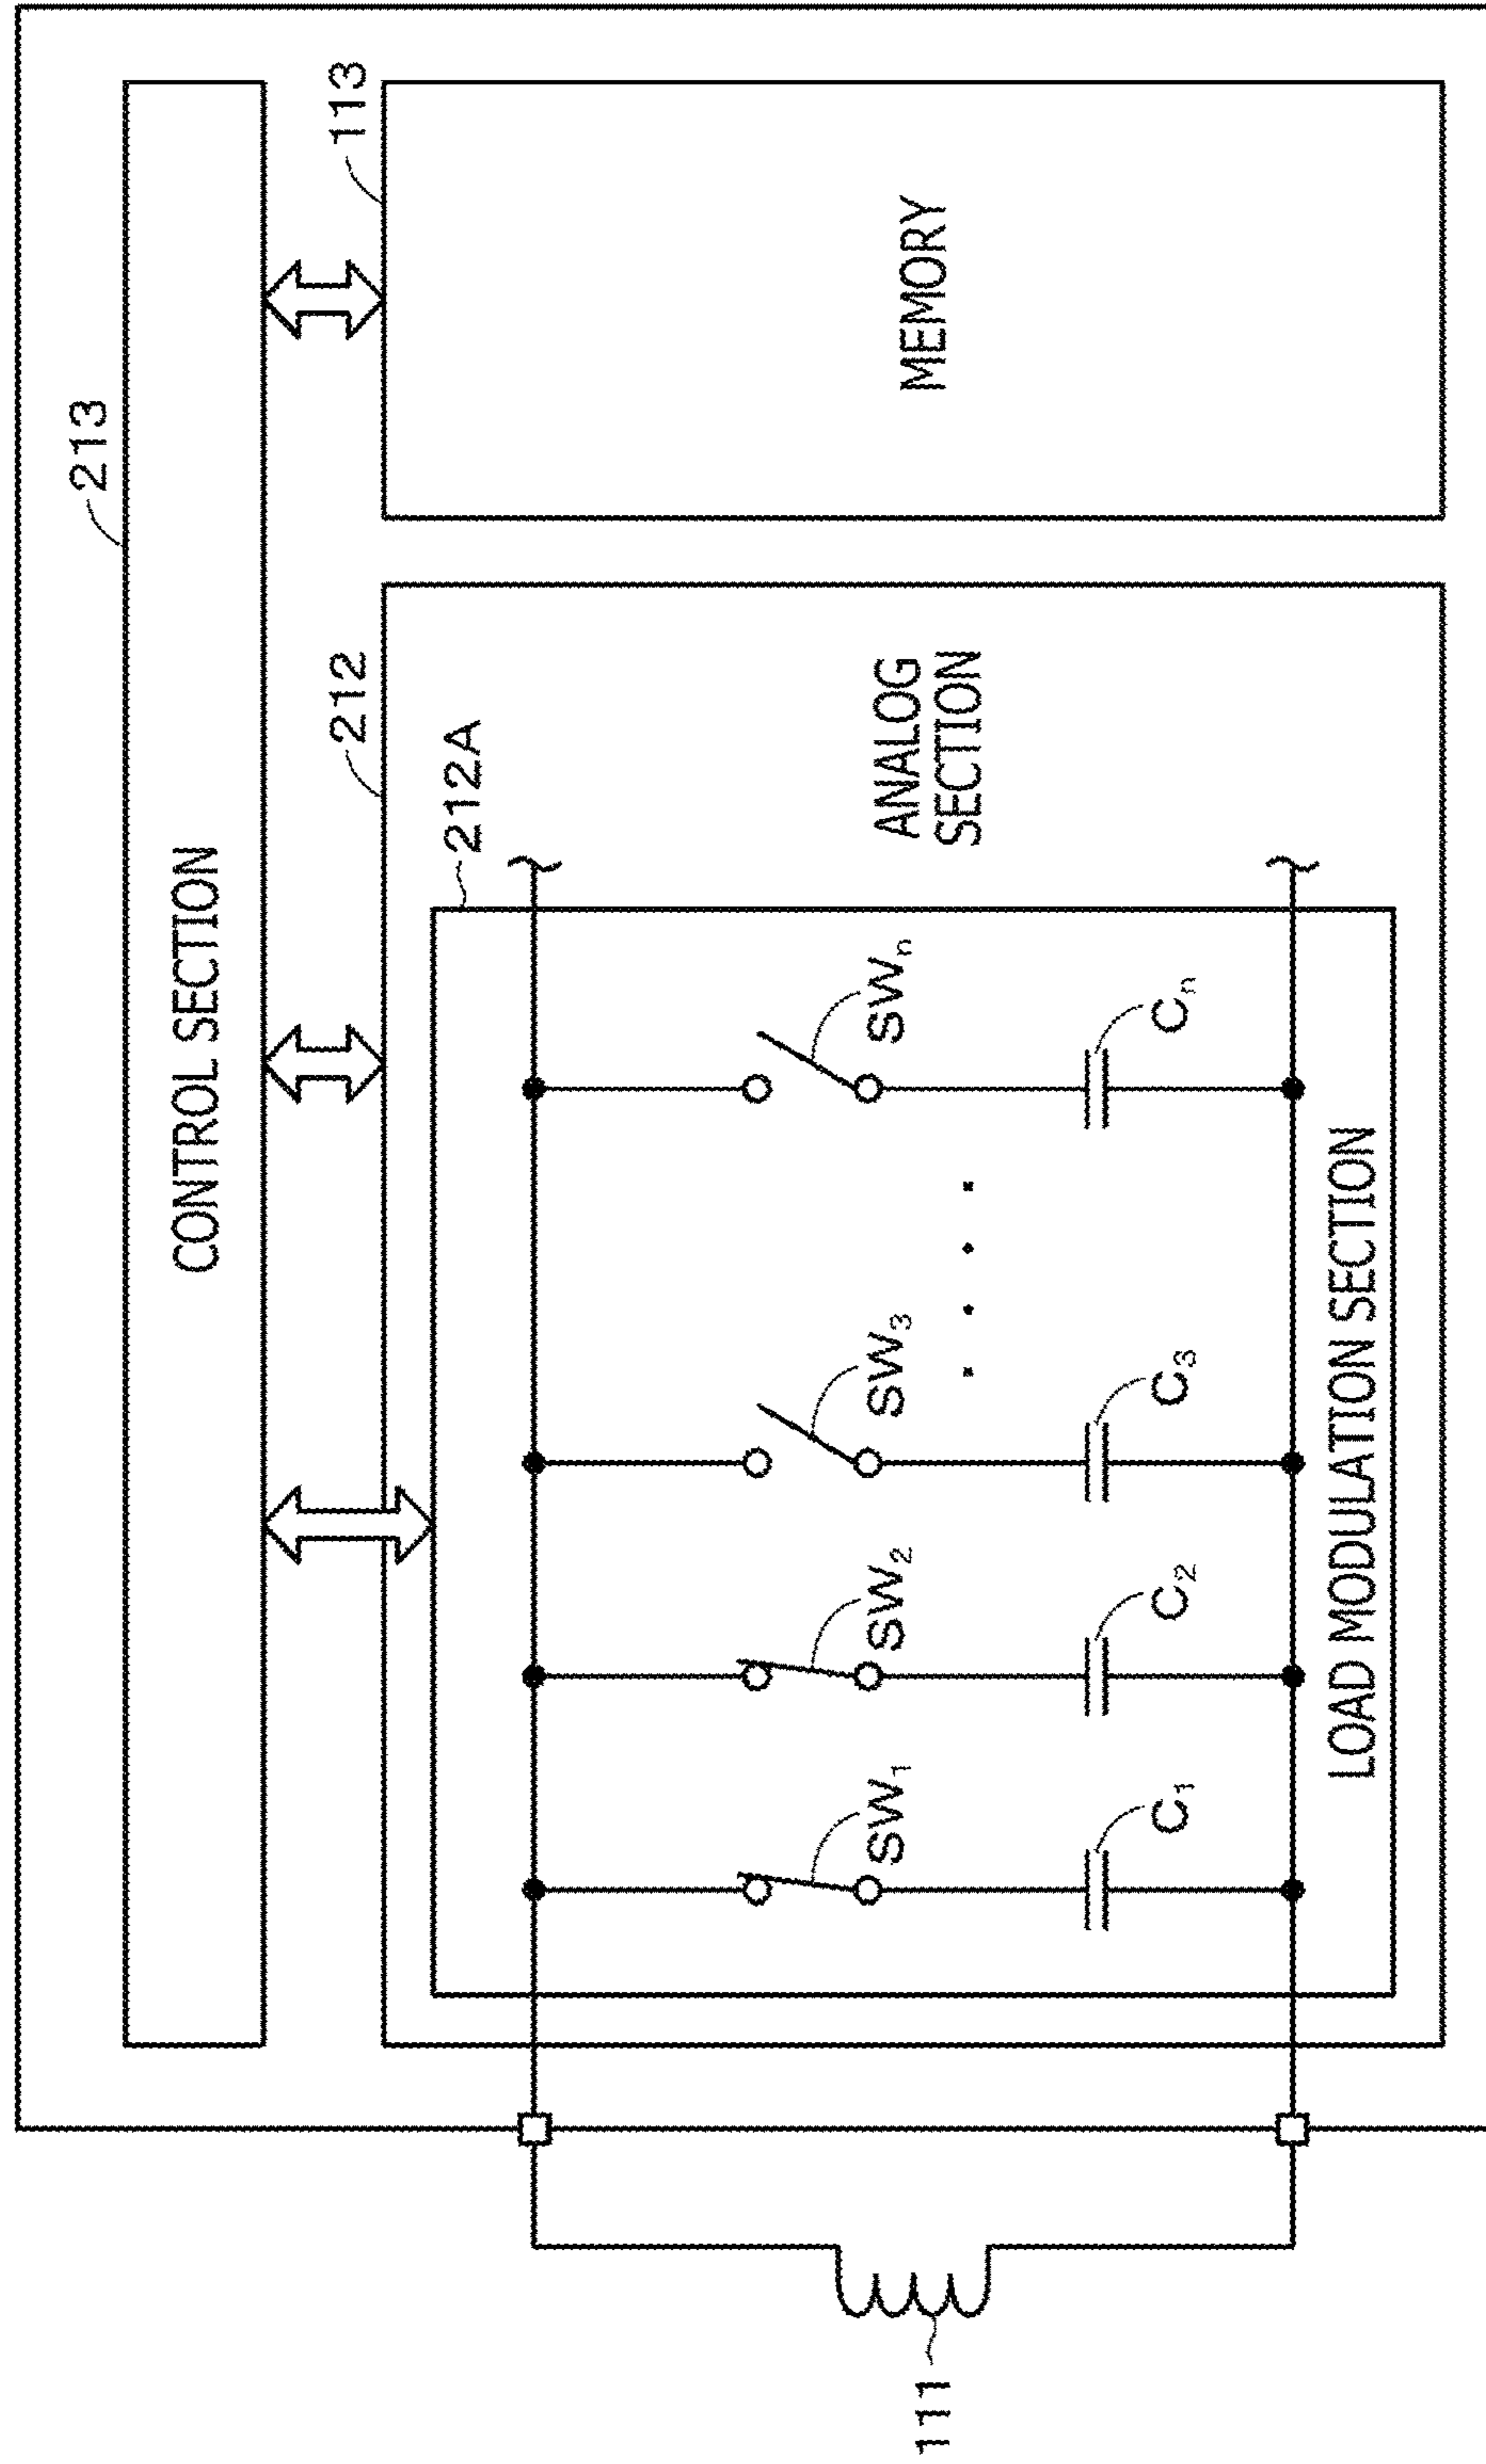 213
CONTROL SECTION
212
113
212A
SW1
SW2
SW3
SWn
ANALOG
SECTION
MEMORY
C1
C2
C3
Cn
LOAD MODULATION SECTION
111